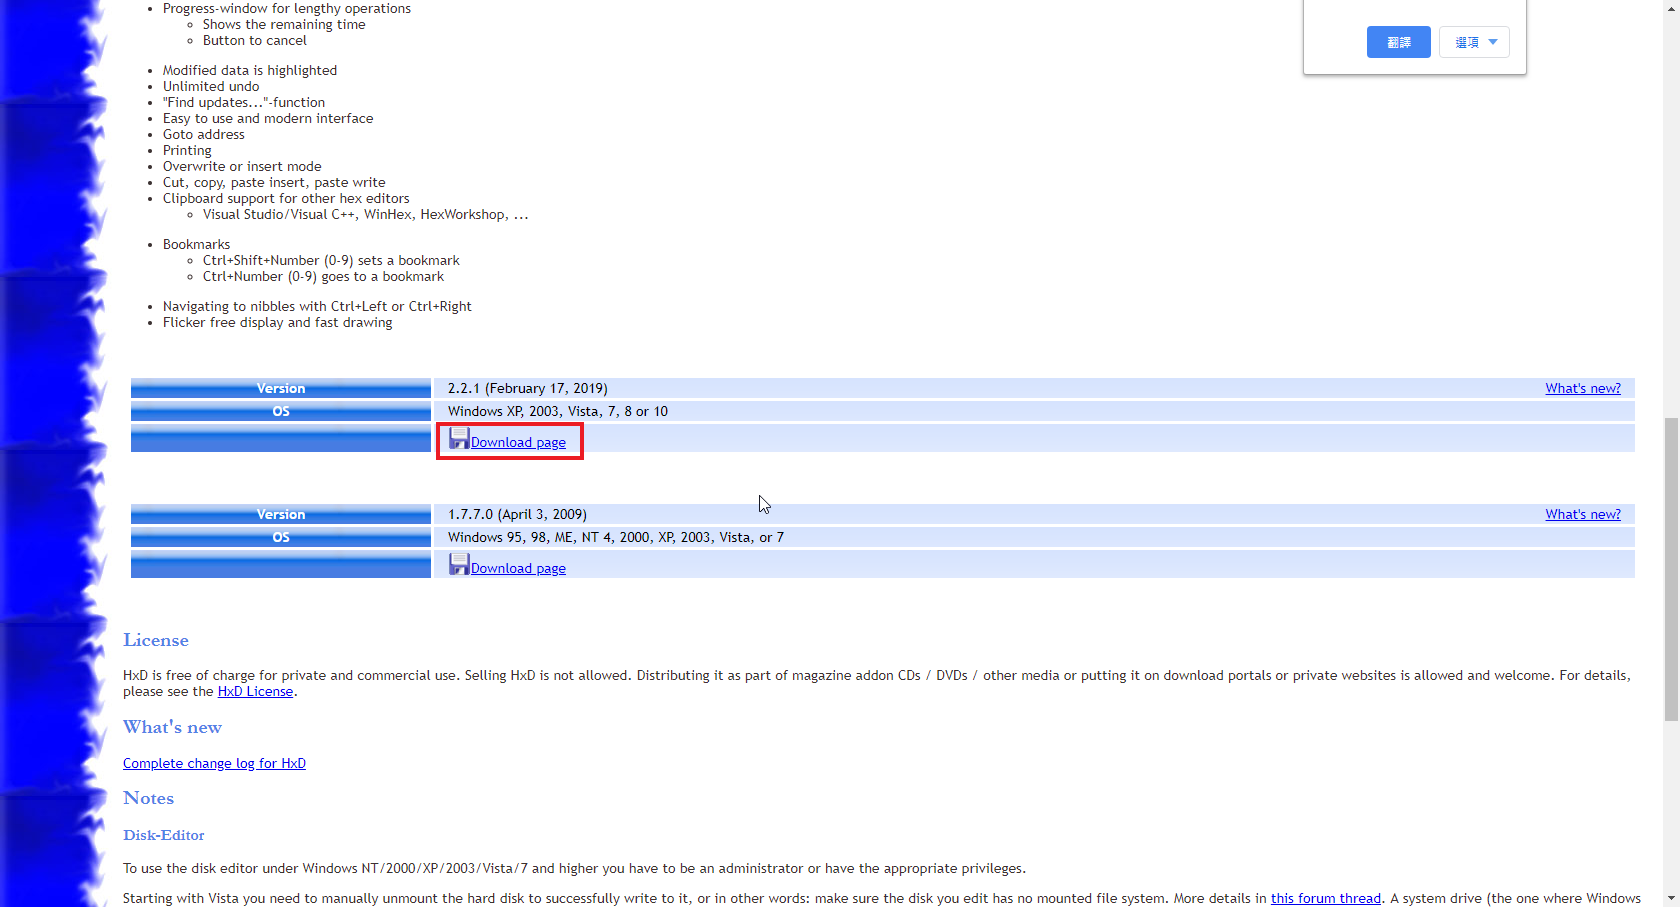 Progress-window for lengthy operations
Shows the remaining time
Button to cancel
翻譯
選項
Modified data is highlighted
Unlimited undo
"Find updates..."-function
Easy to use and modern interface
Goto address
Printing
Overwrite or insert mode
Cut, copy, paste insert, paste write
Clipboard support for other hex editors
Visual Studio/Visual C++, WinHex, HexWorkshop, ...
Bookmarks
Ctrl+Shift+Number (0-9) sets a bookmark
Ctrl+Number (0-9) goes to a bookmark
Navigating to nibbles with Ctrl+Left or Ctrl+Right
Flicker free display and fast drawing
Version 2.2.1 (February 17, 2019) What's new?
OS Windows XP, 2003, Vista, 7, 8 or 10
Download page
Version 1.7.7.0 (April 3, 2009) What's new?
OS Windows 95, 98, ME, NT 4, 2000, XP, 2003, Vista, or 7
Download page
License
HxD is free of charge for private and commercial use. Selling HxD is not allowed. Distributing it as part of magazine addon CDs / DVDs / other media or putting it on download portals or private websites is allowed and welcome. For details,
please see the HxD License.
What's new
Complete change log for HxD
Notes
Disk-Editor
To use the disk editor under Windows NT/2000/XP/2003/Vista/7 and higher you have to be an administrator or have the appropriate privileges.
Starting with Vista you need to manually unmount the hard disk to successfully write to it, or in other words: make sure the disk you edit has no mounted file system. More details in this forum thread. A system drive (the one where Windows